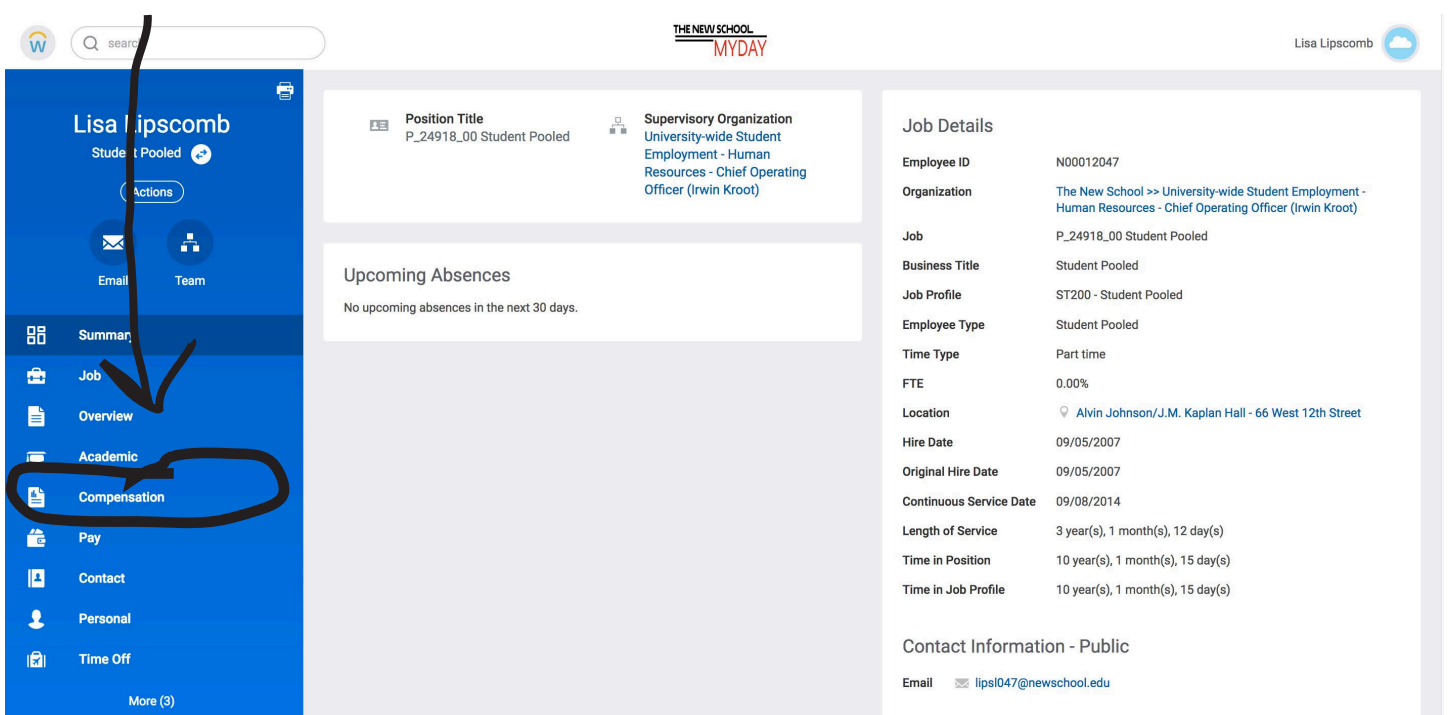 search
THE NEW SCHOOL
MYDAY
Lisa Lipscomb
Lisa Lipscomb
Student Pooled
Actions
Email
Team
Summary
Job
Overview
Academic
Compensation
Pay
Contact
Personal
Time Off
More (3)
Position Title
P_24918_00 Student Pooled
Supervisory Organization
University-wide Student
Employment - Human
Resources - Chief Operating
Officer (Irwin Kroot)
Upcoming Absences
No upcoming absences in the next 30 days.
Job Details
Employee ID N00012047
Organization The New School >> University-wide Student Employment -
Human Resources - Chief Operating Officer (Irwin Kroot)
Job P_24918_00 Student Pooled
Business Title Student Pooled
Job Profile ST200 - Student Pooled
Employee Type Student Pooled
Time Type Part time
FTE 0.00%
Location Alvin Johnson/J.M. Kaplan Hall - 66 West 12th Street
Hire Date 09/05/2007
Original Hire Date 09/05/2007
Continuous Service Date 09/08/2014
Length of Service 3 year(s), 1 month(s), 12 day(s)
Time in Position 10 year(s), 1 month(s), 15 day(s)
Time in Job Profile 10 year(s), 1 month(s), 15 day(s)
Contact Information - Public
Email lipsl047@newschool.edu